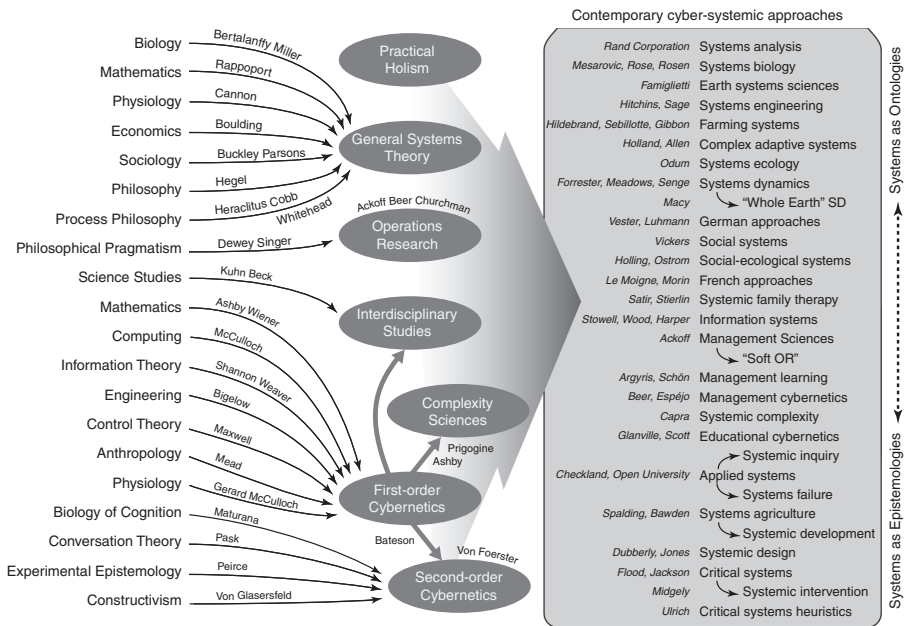 Contemporary cyber-systemic approaches
Biology
Bertalanffy Miller
Mathematics
Rappoport
Physiology
Cannon
Economics
Boulding
Sociology
Buckley Parsons
Philosophy
Hegel
Process Philosophy
Heraclitus Cobb
Whitehead
Philosophical Pragmatism
Dewey Singer
Science Studies
Kuhn Beck
Mathematics
Ashby Wiener
Computing
McCulloch
Information Theory
Shannon Weaver
Engineering
Bigelow
Control Theory
Maxwell
Anthropology
Mead
Physiology
Gerard McCulloch
Biology of Cognition
Maturana
Conversation Theory
Pask
Experimental Epistemology
Peirce
Constructivism
Von Glasersfeld
Practical
Holism
General Systems
Theory
Ackoff Beer Churchman
Operations
Research
Interdisciplinary
Studies
Complexity
Sciences
Prigogine
Ashby
First-order
Cybernetics
Bateson
Von Foerster
Second-order
Cybernetics
Rand Corporation Systems analysis
Mesarovic, Rose, Rosen Systems biology
Famiglietti Earth systems sciences
Hitchins, Sage Systems engineering
Hildebrand, Sebillotte, Gibbon Farming systems
Holland, Allen Complex adaptive systems
Odum Systems ecology
Forrester, Meadows, Senge Systems dynamics
Macy "Whole Earth" SD
Vester, Luhmann German approaches
Vickers Social systems
Holling, Ostrom Social-ecological systems
Le Moigne, Morin French approaches
Satir, Stierlin Systemic family therapy
Stowell, Wood, Harper Information systems
Ackoff Management Sciences
"Soft OR"
Argyris, Schön Management learning
Beer, Espéjo Management cybernetics
Capra Systemic complexity
Glanville, Scott Educational cybernetics
Systemic inquiry
Checkland, Open University Applied systems
Systems failure
Spalding, Bawden Systems agriculture
Systemic development
Dubberly, Jones Systemic design
Flood, Jackson Critical systems
Midgely Systemic intervention
Ulrich Critical systems heuristics
Systems as Ontologies
Systems as Epistemologies